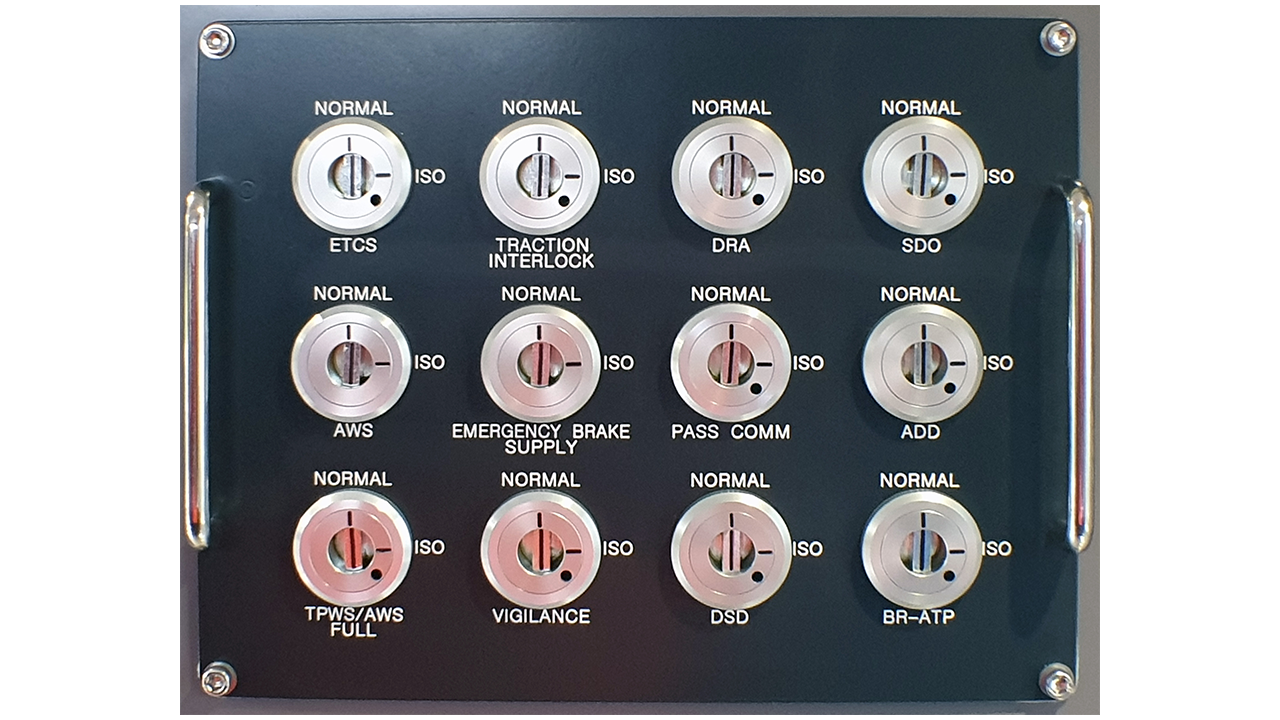 NORMAL NORMAL NORMAL NORMAL
ISO ISO ISO ISO
ETCS TRACTION INTERLOCK DRA SDO
NORMAL NORMAL NORMAL NORMAL
ISO ISO ISO ISO
AWS EMERGENCY BRAKE SUPPLY PASS COMM ADD
NORMAL NORMAL NORMAL NORMAL
ISO ISO ISO ISO
TPWS/AWS FULL VIGILANCE DSD BR-ATP